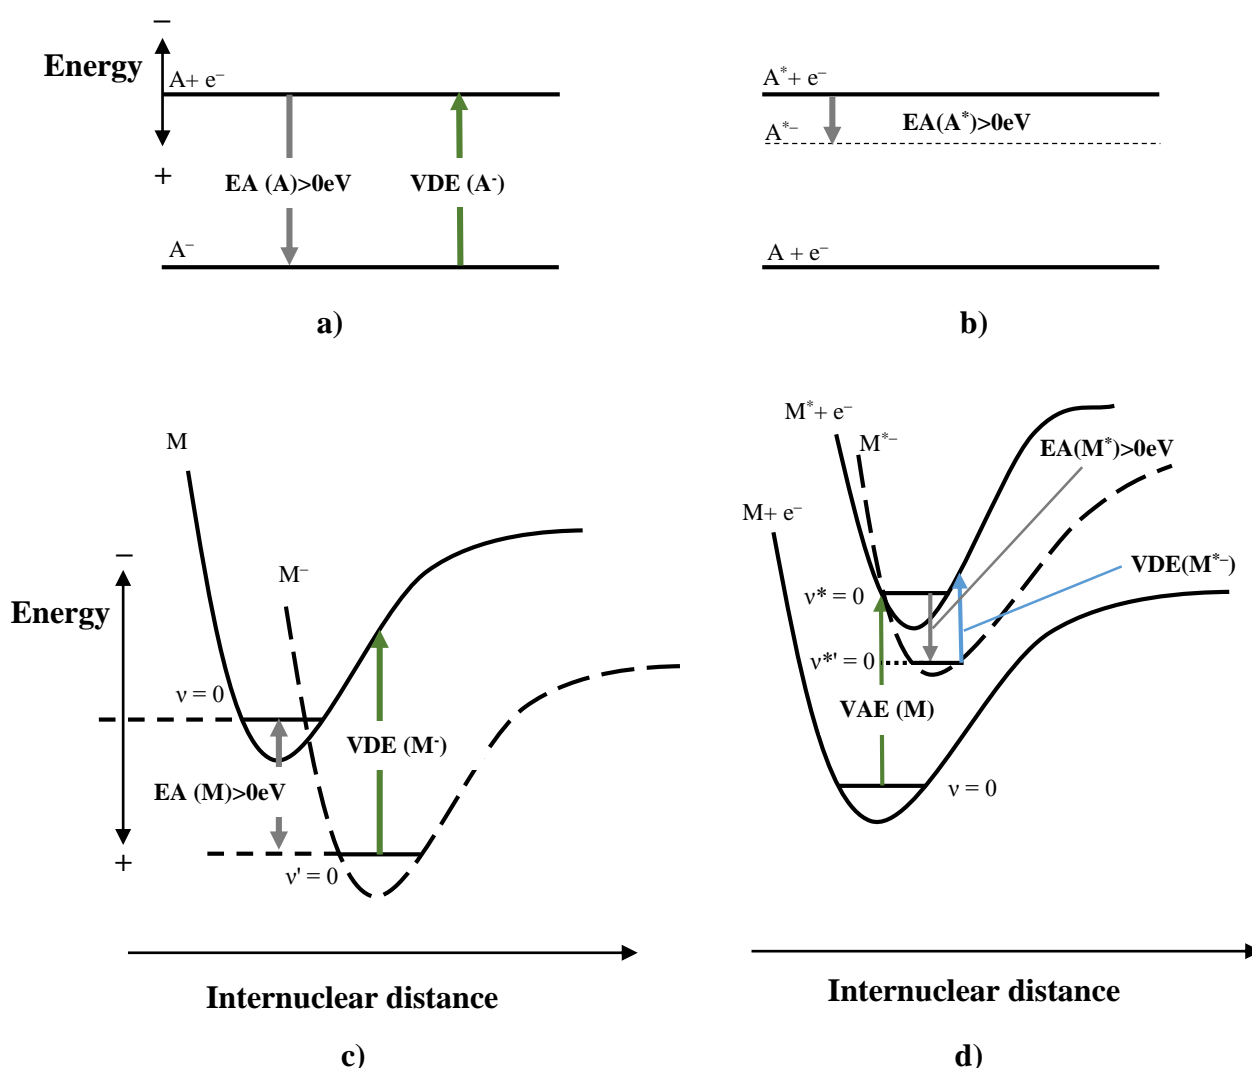 −
Energy
A+ e⁻
+
EA (A)>0eV
VDE (A⁻)
A⁻
a)
A*+ e⁻
A*⁻
EA(A*)>0eV
A + e⁻
b)
M
−
M⁻
Energy
ν = 0
VDE (M⁻)
EA (M)>0eV
+
ν' = 0
Internuclear distance
c)
M*+ e⁻
M*⁻
EA(M*)>0eV
M+ e⁻
VDE(M*⁻)
ν* = 0
ν*' = 0
VAE (M)
ν = 0
Internuclear distance
d)